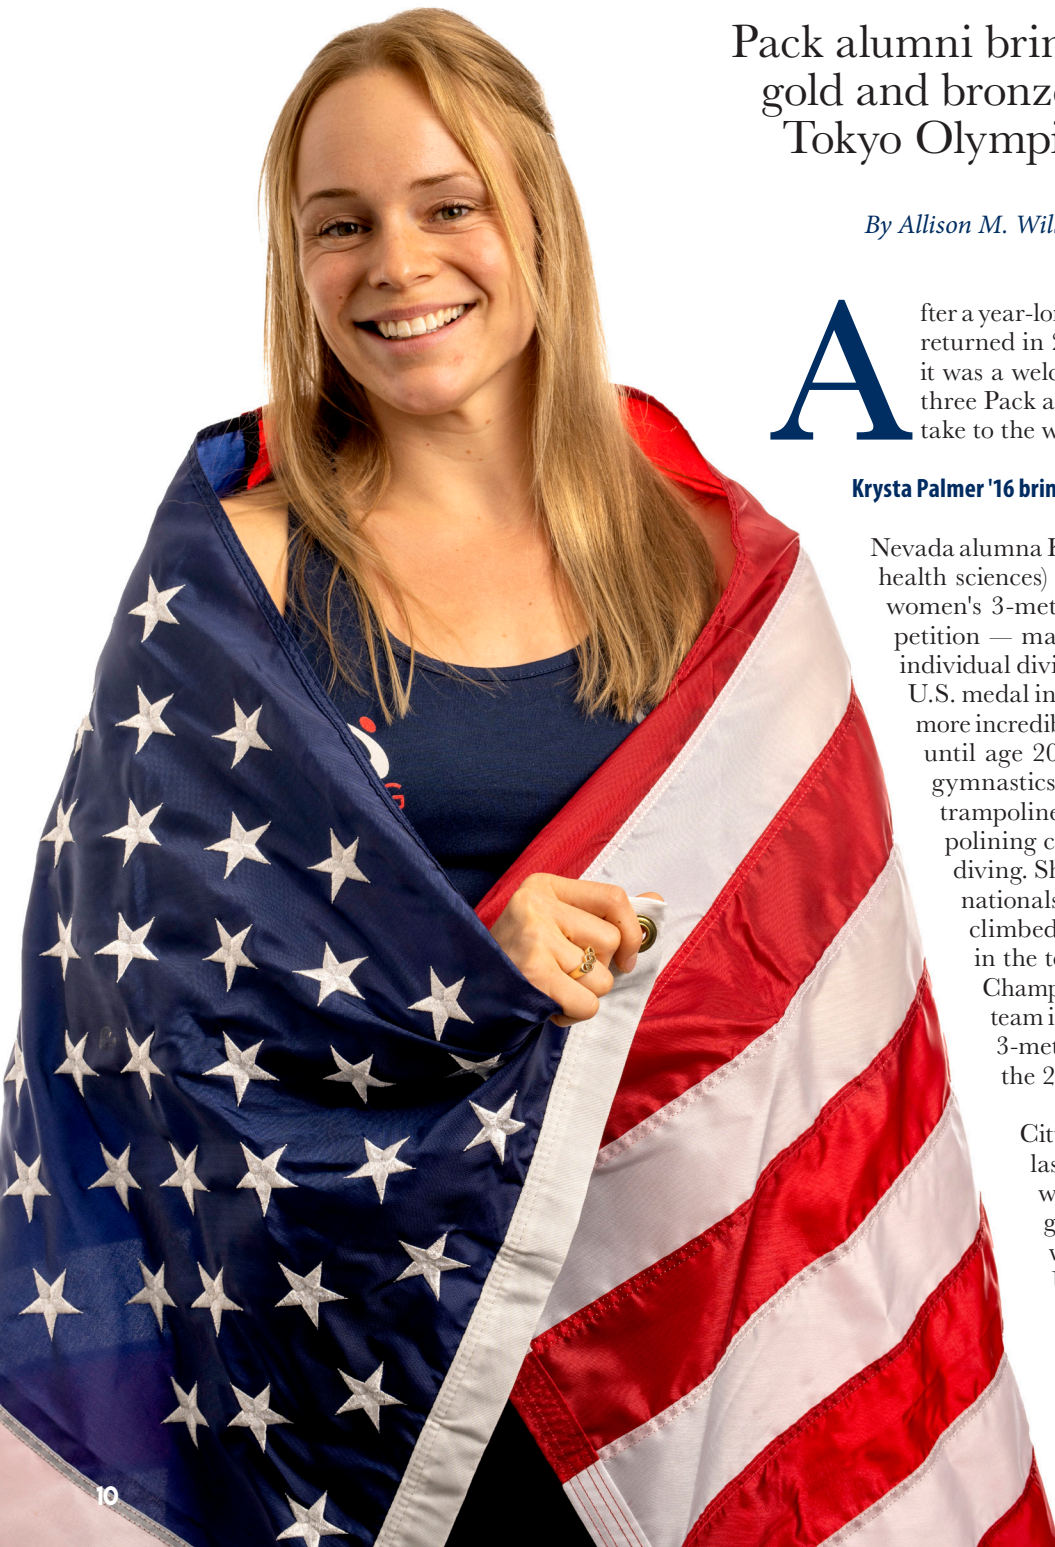 Pack alumni brin
gold and bronze
Tokyo Olympi
By Allison M. Wil
A
fter a year-lo
returned in 2
it was a welc
three Pack a
take to the w
Krysta Palmer '16 brin
Nevada alumna K
health sciences)
women's 3-met
petition — ma
individual divi
U.S. medal in
more incredib
until age 20
gymnastics
trampoline
polining c
diving. Sh
nationals
climbed
in the to
Champ
team i
3-met
the 2
Cit
las
w
g
G
10